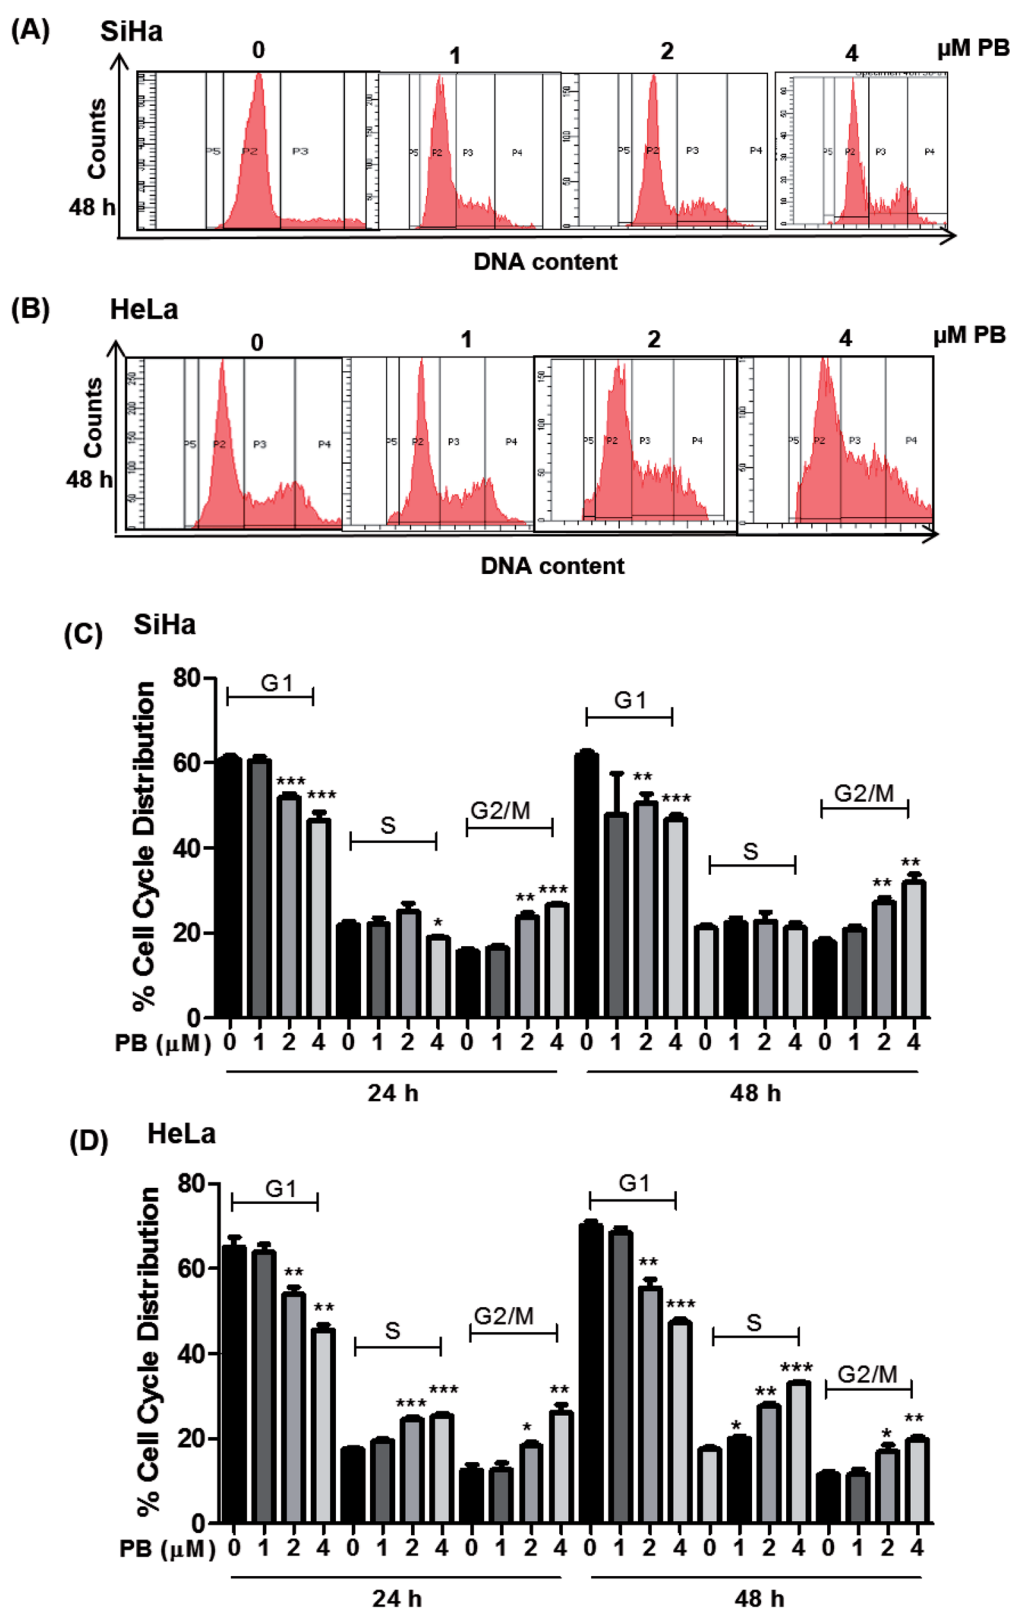 (A) SiHa
0 1 2 4 µM PB
Counts
48 h
P5 P2 P3
P5 P2 P3 P4
P5 P2 P3 P4
P5 P2 P3 P4
DNA content
(B) HeLa
0 1 2 4 µM PB
Counts
48 h
P5 P2 P3 P4
P5 P2 P3 P4
P5 P2 P3 P4
P5 P2 P3 P4
DNA content
(C) SiHa
% Cell Cycle Distribution
80
60
40
20
0
G1
*** ***
S
*
G2/M
** ***
G1
** ***
S
G2/M
** **
PB (µM) 0 1 2 4 0 1 2 4 0 1 2 4 0 1 2 4 0 1 2 4 0 1 2 4
24 h 48 h
(D) HeLa
% Cell Cycle Distribution
80
60
40
20
0
G1
** **
S
*** ***
G2/M
* **
G1
** ***
S
* ** ***
G2/M
* **
PB (µM) 0 1 2 4 0 1 2 4 0 1 2 4 0 1 2 4 0 1 2 4 0 1 2 4
24 h 48 h